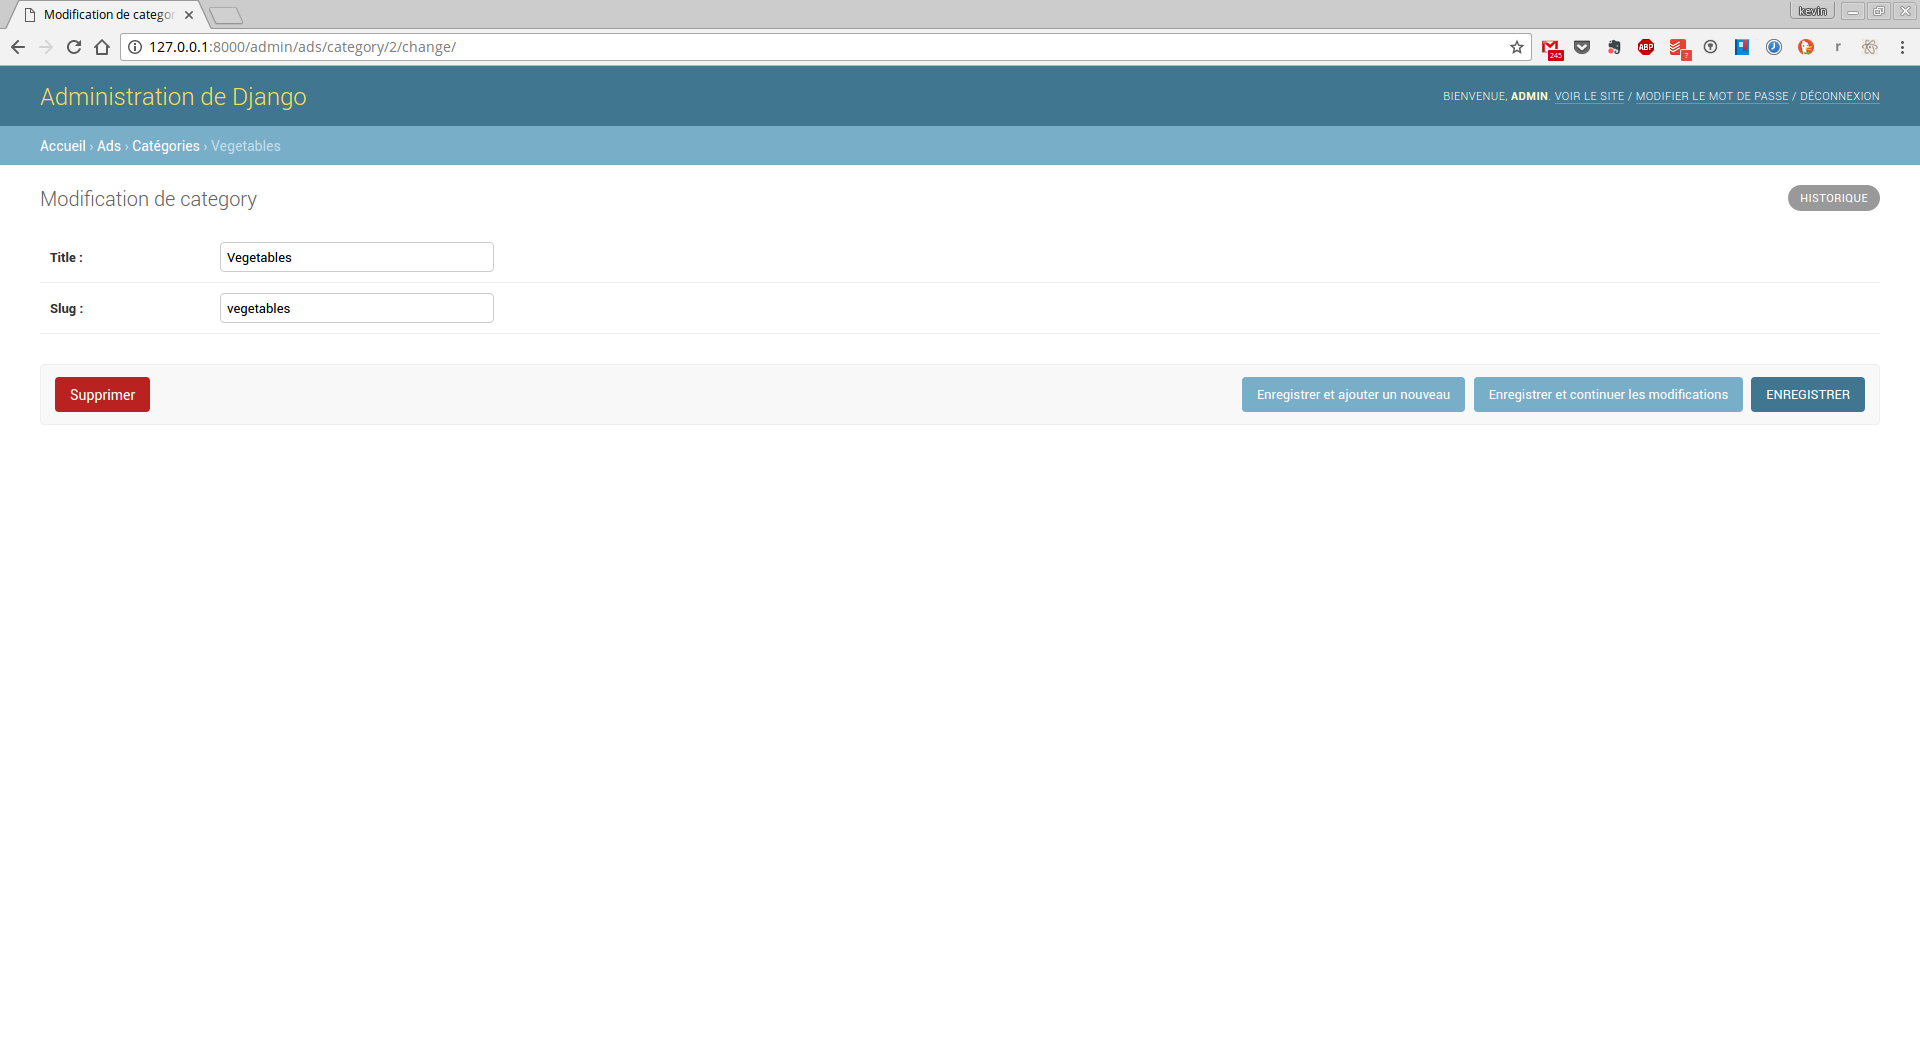 Modification de categor
kevin
127.0.0.1:8000/admin/ads/category/2/change/
245
ABP
?
r
Administration de Django
BIENVENUE, ADMIN. VOIR LE SITE / MODIFIER LE MOT DE PASSE / DÉCONNEXION
Accueil › Ads › Catégories › Vegetables
Modification de category
HISTORIQUE
Title : Vegetables
Slug : vegetables
Supprimer
Enregistrer et ajouter un nouveau
Enregistrer et continuer les modifications
ENREGISTRER